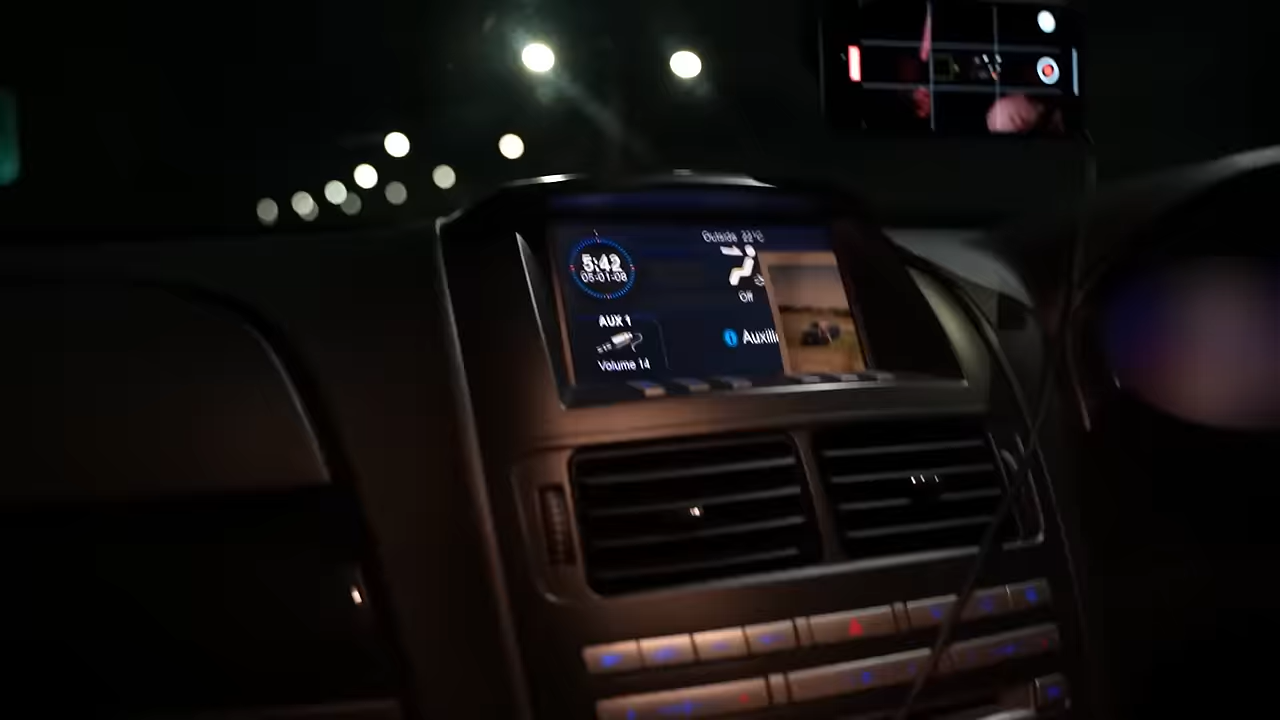 Outside 22°C
5:42
05-01-08
Off
AUX 1
Auxili
Volume 14